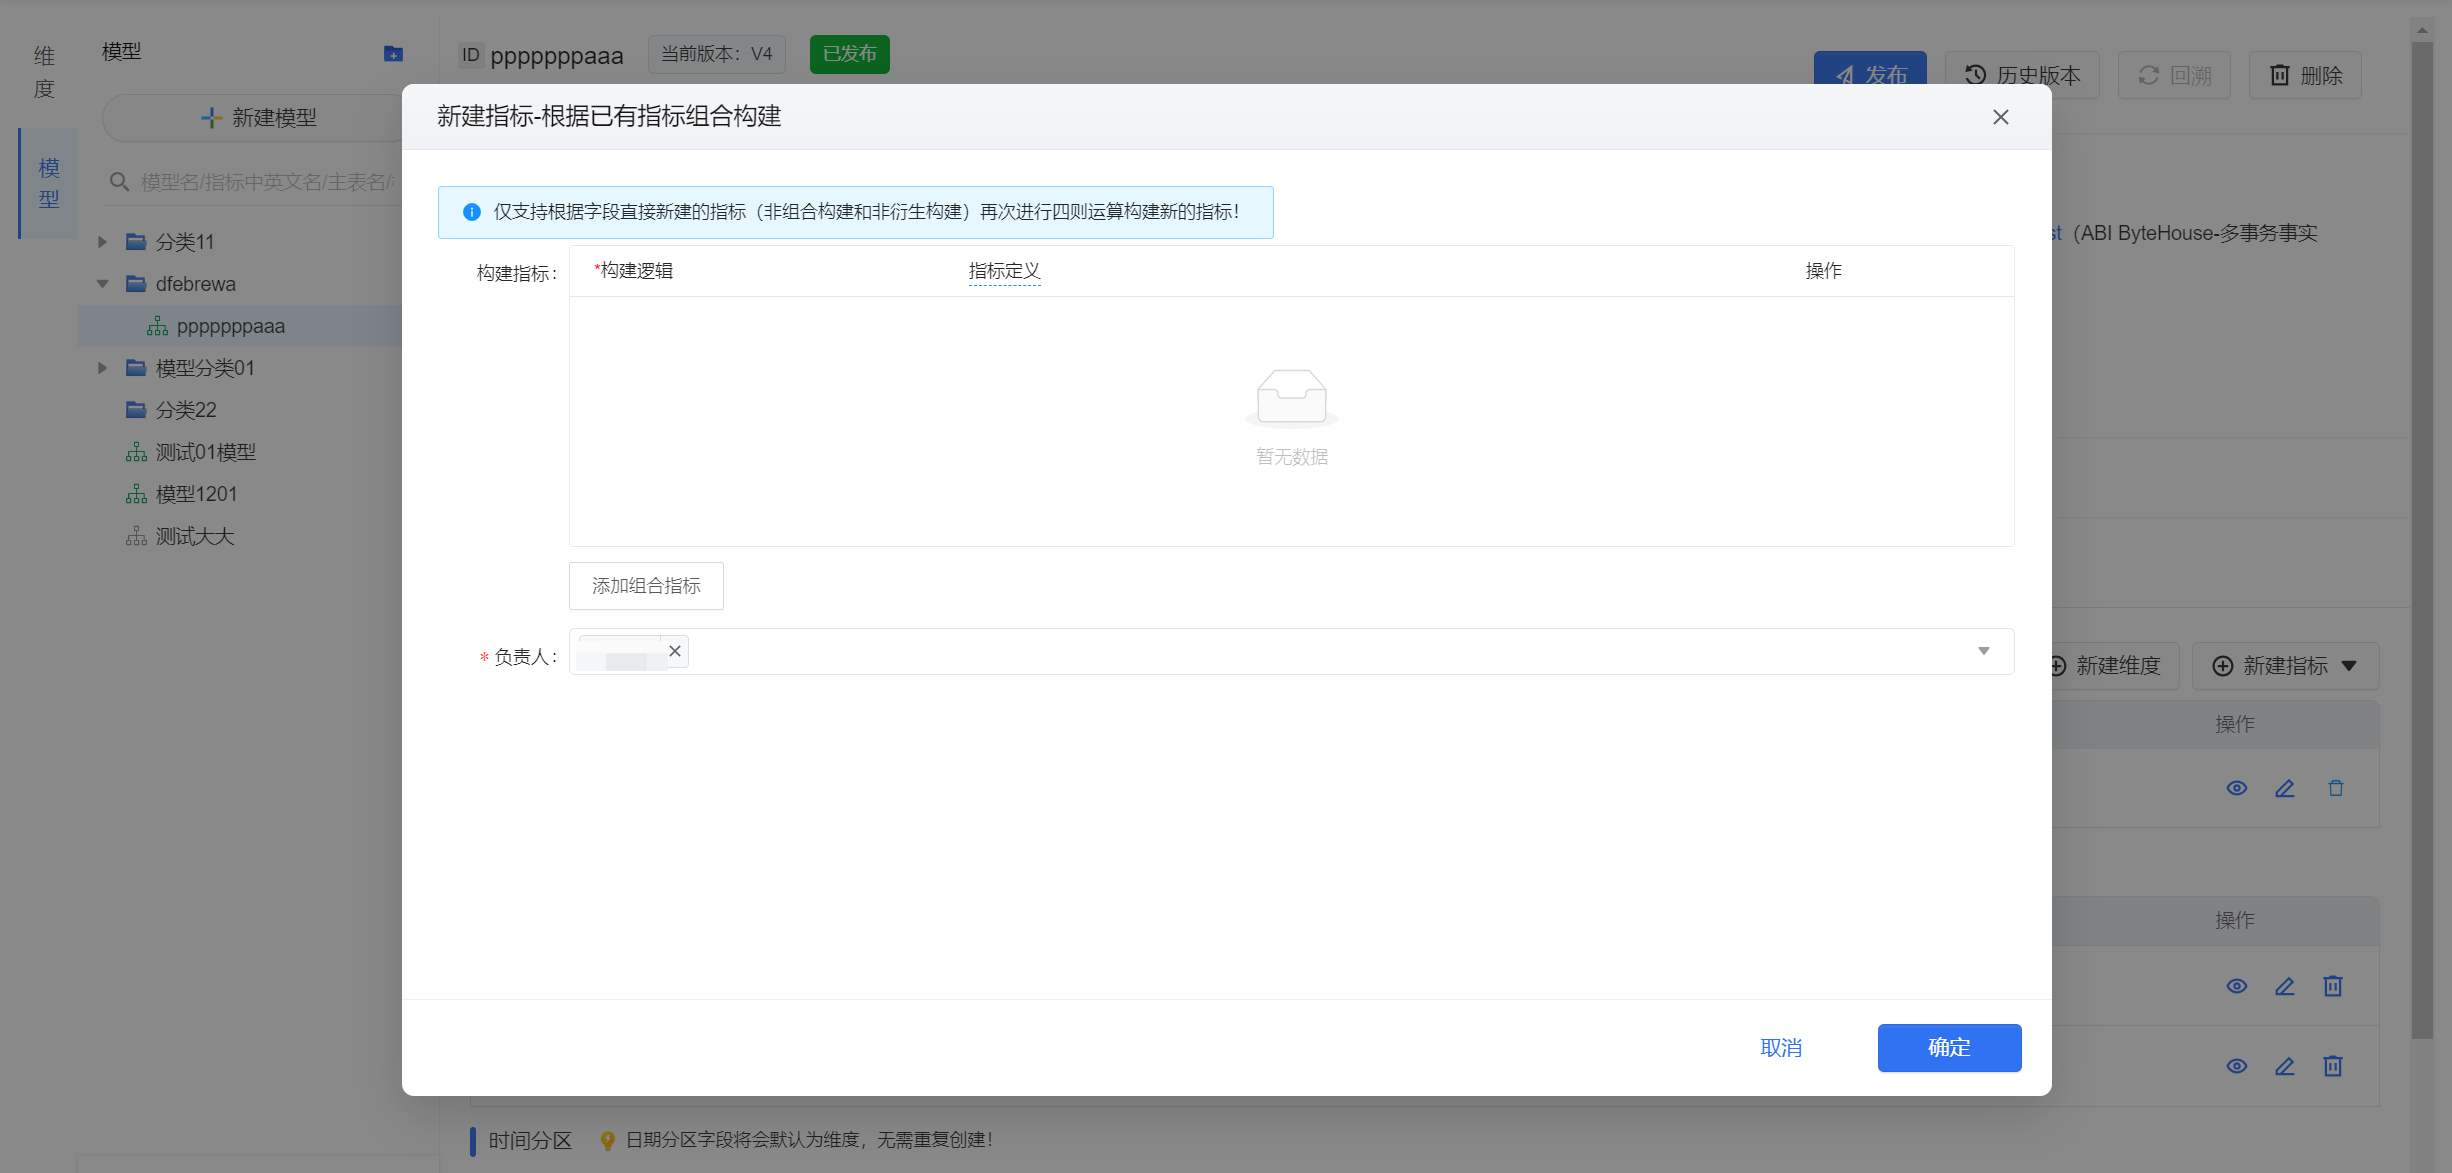 维
度
模型
模
型
新建模型
模型名/指标中英文名/主表名/
分类11
dfebrewa
pppppppaaa
模型分类01
分类22
测试01模型
模型1201
测试大大
ID pppppppaaa
当前版本：V4
已发布
发布
历史版本
回溯
删除
新建指标-根据已有指标组合构建
仅支持根据字段直接新建的指标（非组合构建和非衍生构建）再次进行四则运算构建新的指标！
构建指标：
*构建逻辑
指标定义
操作
暂无数据
添加组合指标
* 负责人：
取消
确定
st（ABI ByteHouse-多事务事实
新建维度
新建指标
操作
操作
时间分区
日期分区字段将会默认为维度，无需重复创建！